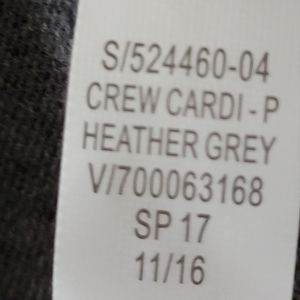 S/524460-04
CREW CARDI - P
HEATHER GREY
V/700063168
SP 17
11/16